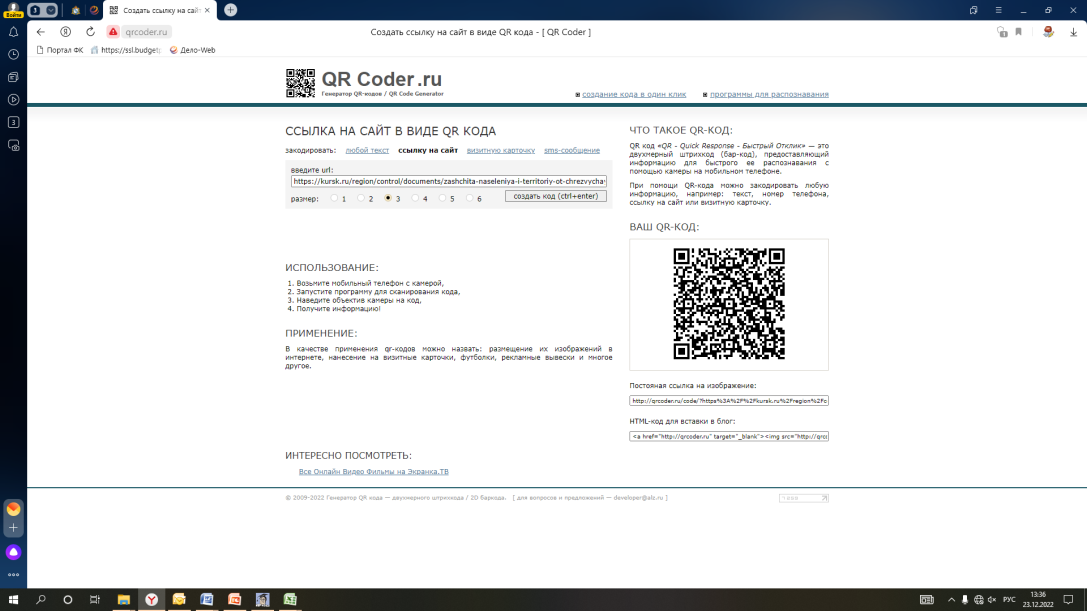 Войти
3
Создать ссылку на сайт
qrcoder.ru
Создать ссылку на сайт в виде QR кода - [ QR Coder ]
1
Портал ФК
https://ssl.budget
Дело-Web
3
QR Coder.ru
Генератор QR-кодов / QR Code Generator
создание кода в один клик
программы для распознавания
ССЫЛКА НА САЙТ В ВИДЕ QR КОДА
закодировать: любой текст ссылку на сайт визитную карточку sms-сообщение
введите url:
https://kursk.ru/region/control/documents/zashchita-naseleniya-i-territoriy-ot-chrezvycha
размер: 1 2 3 4 5 6
создать код (ctrl+enter)
ИСПОЛЬЗОВАНИЕ:
1. Возьмите мобильный телефон с камерой,
2. Запустите программу для сканирования кода,
3. Наведите объектив камеры на код,
4. Получите информацию!
ПРИМЕНЕНИЕ:
В качестве применения qr-кодов можно назвать: размещение их изображений в
интернете, нанесение на визитные карточки, футболки, рекламные вывески и многое
другое.
ИНТЕРЕСНО ПОСМОТРЕТЬ:
Все Онлайн Видео Фильмы на Экранка.ТВ
ЧТО ТАКОЕ QR-КОД:
QR код «QR - Quick Response - Быстрый Отклик» — это
двухмерный штрихкод (бар-код), предоставляющий
информацию для быстрого ее распознавания с
помощью камеры на мобильном телефоне.
При помощи QR-кода можно закодировать любую
информацию, например: текст, номер телефона,
ссылку на сайт или визитную карточку.
ВАШ QR-КОД:
Постояная ссылка на изображение:
http://qrcoder.ru/code/?https%3A%2F%2Fkursk.ru%2Fregion%2Fc
HTML-код для вставки в блог:
<a href="http://qrcoder.ru" target="_blank"><img src="http://qrc
© 2009-2022 Генератор QR кода — двухмерного штрихкода / 2D баркода. [ для вопросов и предложений — developer@als.ru ]
РУС
13:36
23.12.2022